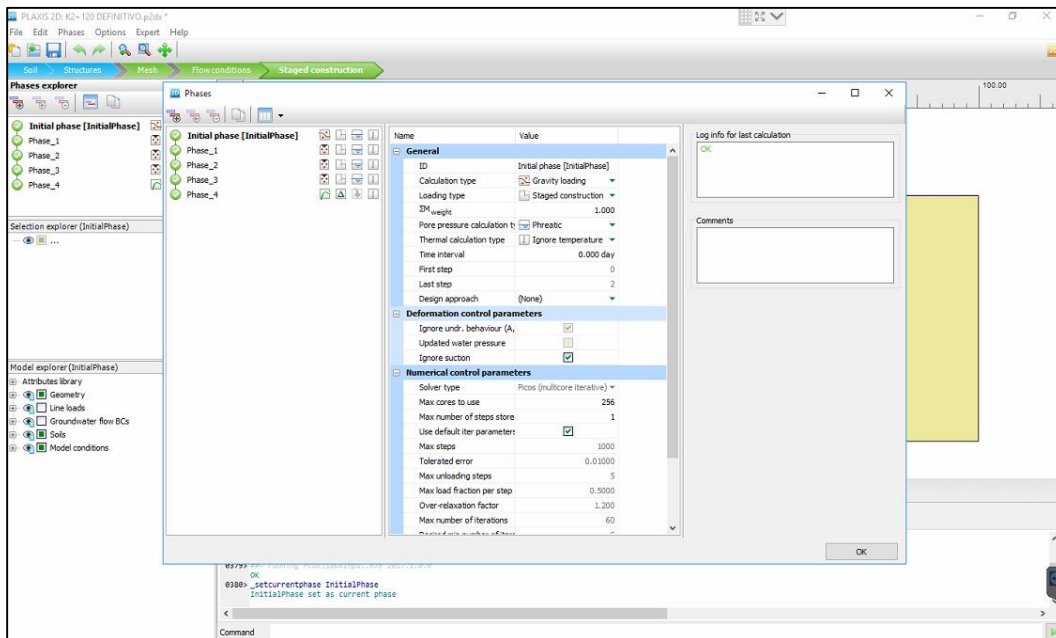 PLAXIS 2D: K2+120 DEFINITIVO.p2dx *
File Edit Phases Options Expert Help
Soil Structures Mesh Flow conditions Staged construction
Phases explorer
Initial phase [InitialPhase]
Phase_1
Phase_2
Phase_3
Phase_4
Selection explorer (InitialPhase)
...
Model explorer (InitialPhase)
Attributes library
Geometry
Line loads
Groundwater flow BCs
Soils
Model conditions
100.00
Phases
Initial phase [InitialPhase]
Phase_1
Phase_2
Phase_3
Phase_4
Name Value
General
ID Initial phase [InitialPhase]
Calculation type Gravity loading
Loading type Staged construction
ΣM weight 1.000
Pore pressure calculation ty Phreatic
Thermal calculation type Ignore temperature
Time interval 0.000 day
First step 0
Last step 2
Design approach (None)
Deformation control parameters
Ignore undr. behaviour (A,
Updated water pressure
Ignore suction
Numerical control parameters
Solver type Picos (multicore iterative)
Max cores to use 256
Max number of steps store 1
Use default iter parameters
Max steps 1000
Tolerated error 0.01000
Max unloading steps 5
Max load fraction per step 0.5000
Over-relaxation factor 1.200
Max number of iterations 60
Log info for last calculation
OK
Comments
OK
OK
0380> _setcurrentphase InitialPhase
InitialPhase set as current phase
Command